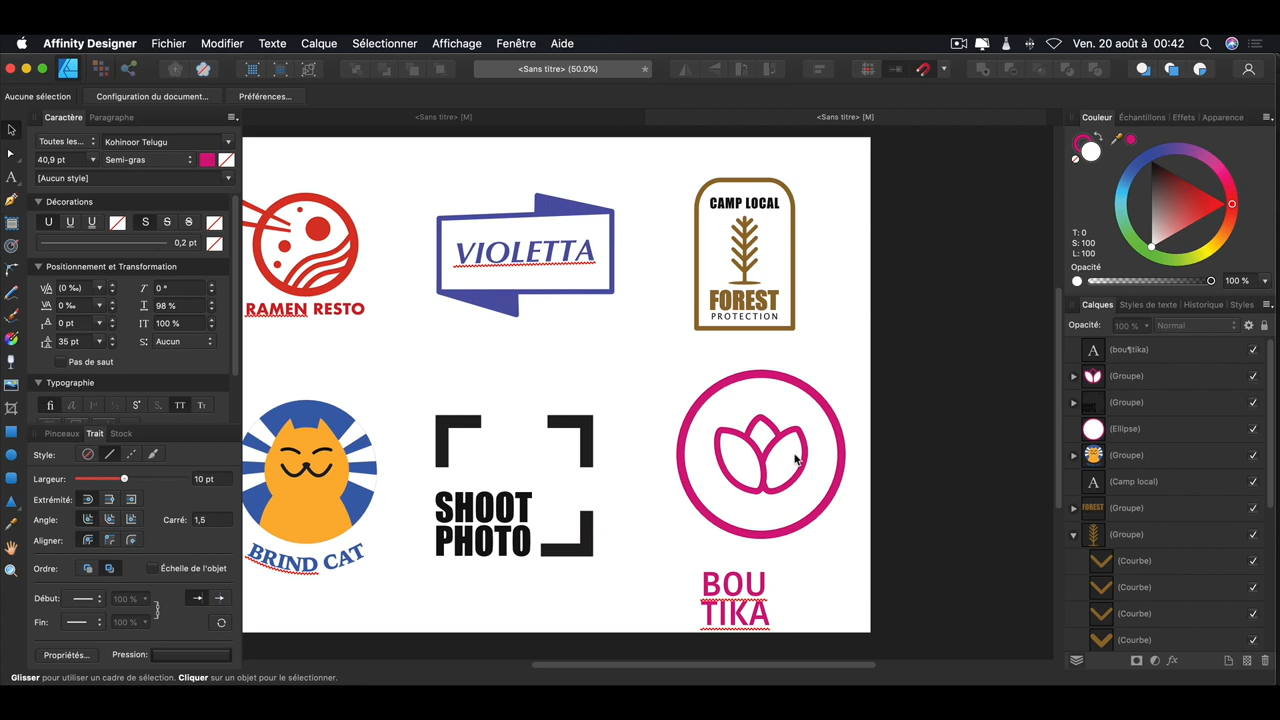 Affinity Designer Fichier Modifier Texte Calque Sélectionner Affichage Fenêtre Aide Ven. 20 août à 00:42
<Sans titre> (50.0%)
Aucune sélection Configuration du document... Préférences...
Caractère Paragraphe
<Sans titre> [M] <Sans titre> [M]
Couleur Échantillons Effets Apparence
Toutes les... Kohinoor Telugu
40,9 pt Semi-gras
[Aucun style]
Décorations
U U U S S S
0,2 pt
Positionnement et Transformation
(0 ‰) 0 °
0 ‰ 98 %
0 pt 100 %
35 pt Aucun
Pas de saut
Typographie
fi a S S TT Tт
Pinceaux Trait Stock
Style:
Largeur: 10 pt
Extrémité:
Angle: Carré: 1,5
Aligner:
Ordre: Échelle de l'objet
Début: 100 %
Fin: 100 %
Propriétés... Pression:
RAMEN RESTO
VIOLETTA
CAMP LOCAL
FOREST
PROTECTION
BRIND CAT
SHOOT
PHOTO
BOU
TIKA
T: 0
S: 100
L: 100
Opacité
100 %
Calques Styles de texte Historique Styles
Opacité: 100 % Normal
A (bou¶tika)
(Groupe)
(Groupe)
(Ellipse)
(Groupe)
A (Camp local)
FOREST (Groupe)
(Groupe)
(Courbe)
(Courbe)
(Courbe)
(Courbe)
fx
Glisser pour utiliser un cadre de sélection. Cliquer sur un objet pour le sélectionner.